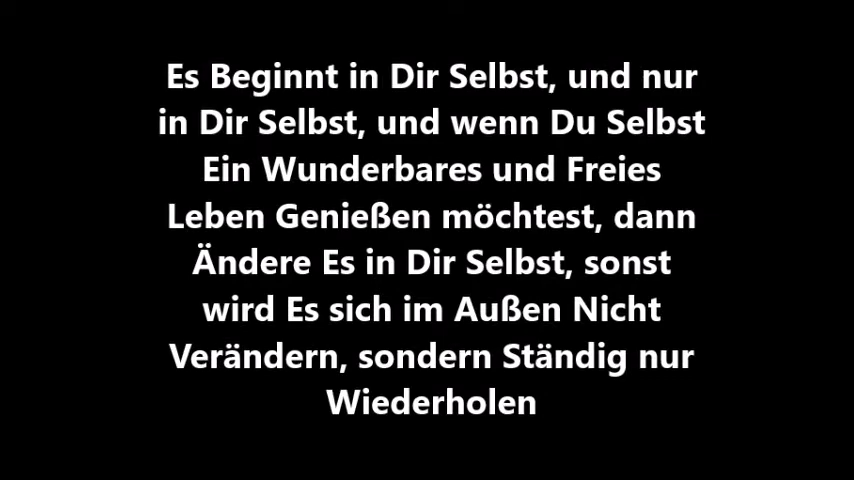 Es Beginnt in Dir Selbst, und nur
in Dir Selbst, und wenn Du Selbst
Ein Wunderbares und Freies
Leben Genießen möchtest, dann
Ändere Es in Dir Selbst, sonst
wird Es sich im Außen Nicht
Verändern, sondern Ständig nur
Wiederholen